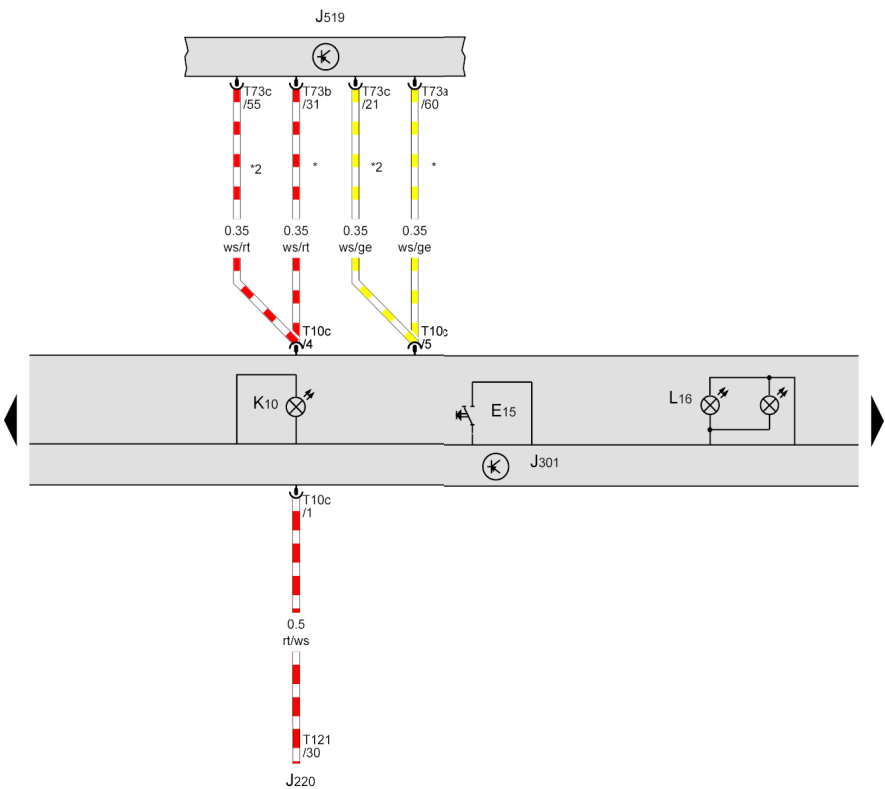 J519
T73c
/55
T73b
/31
T73c
/21
T73a
/60
*2
*
*2
*
0.35
ws/rt
0.35
ws/rt
0.35
ws/ge
0.35
ws/ge
T10c
/4
T10c
/5
K10
E15
L16
J301
T10c
/1
0.5
rt/ws
T121
/30
J220